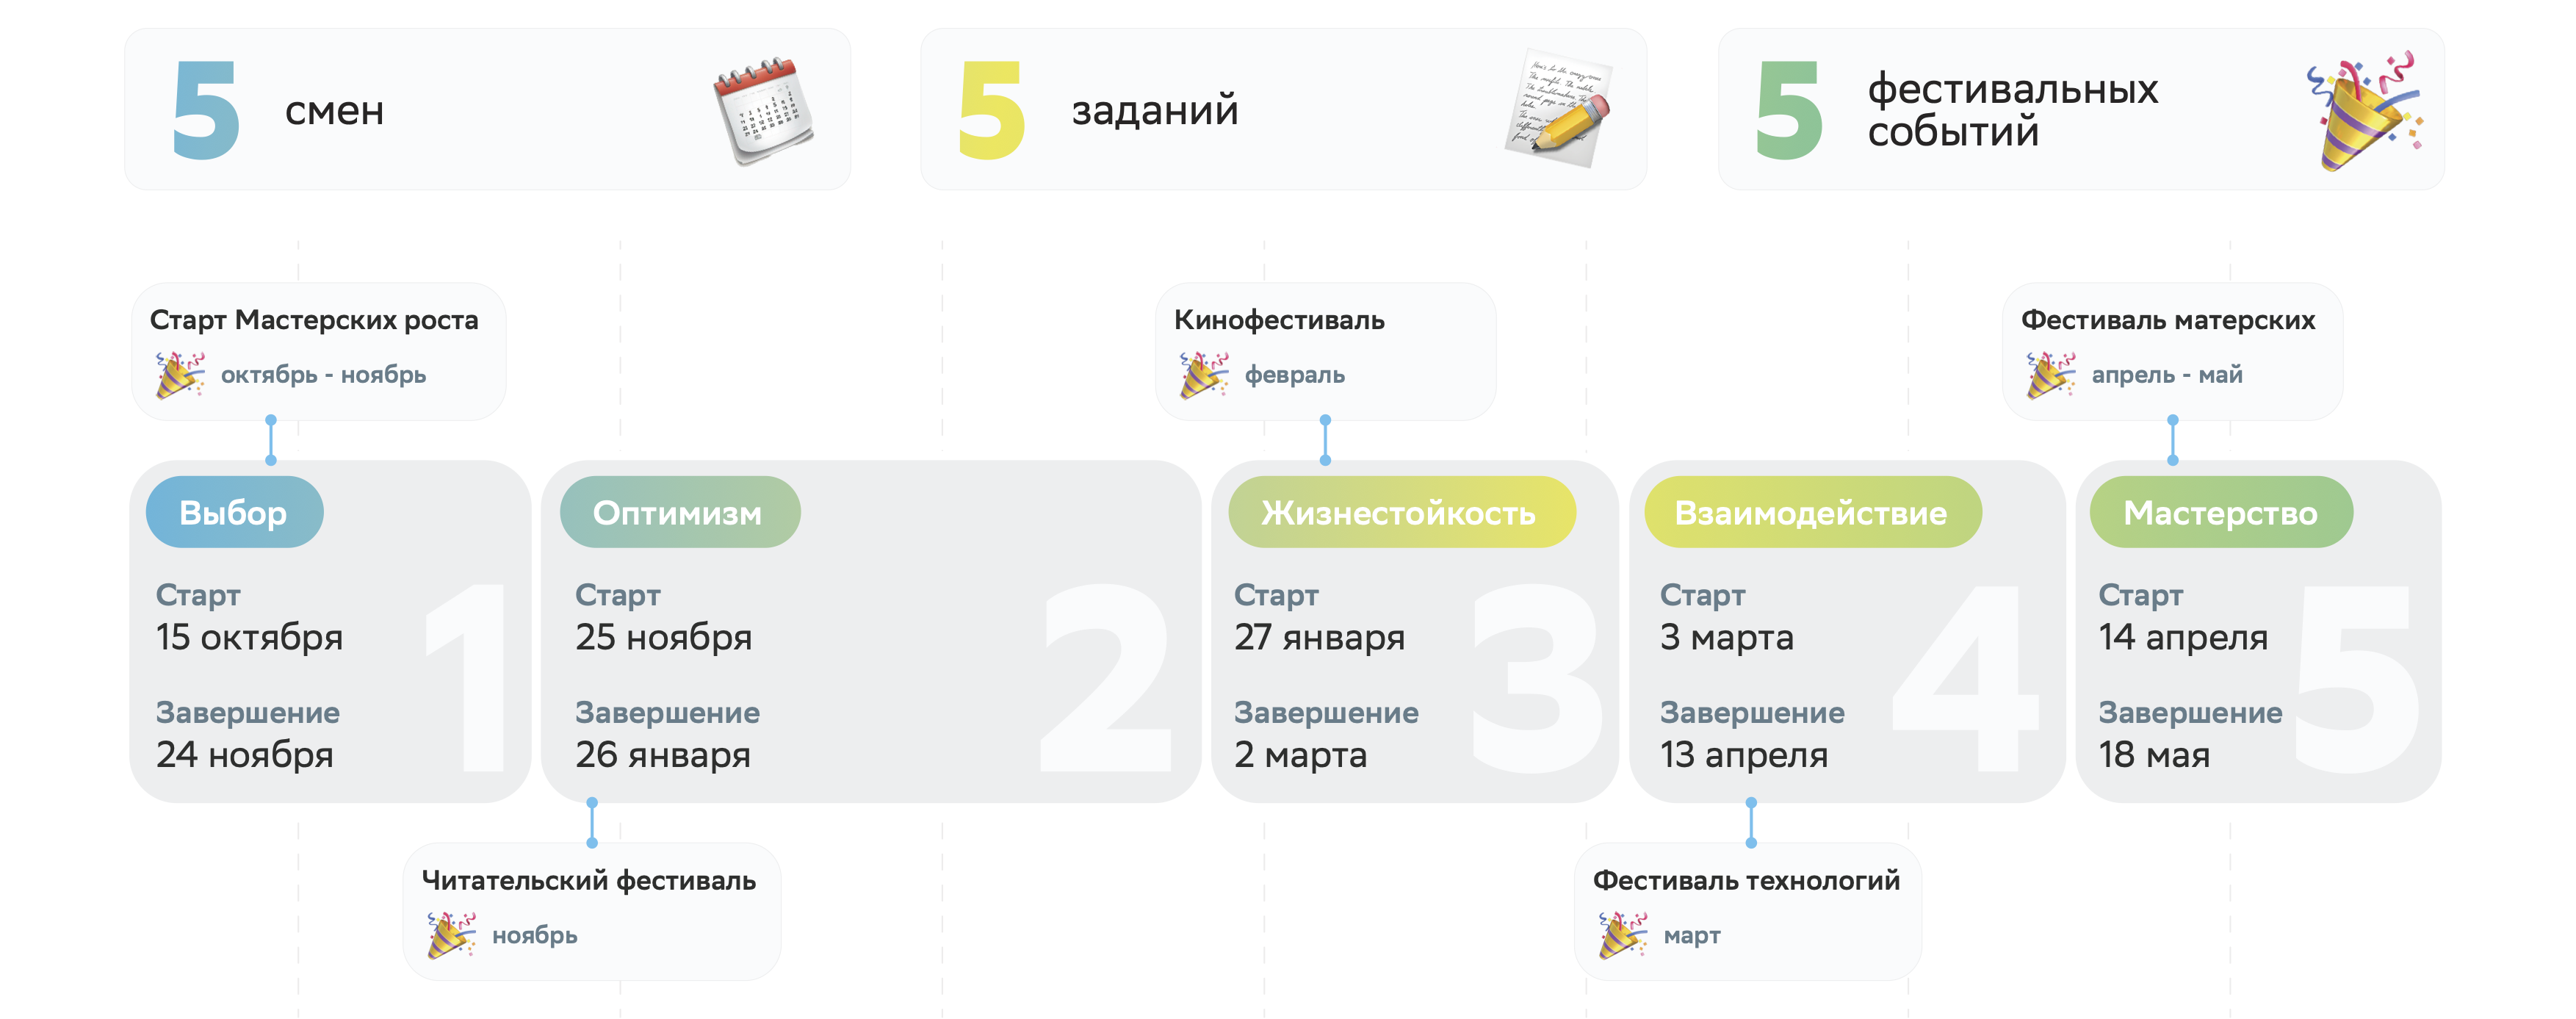 5 смен
5 заданий
5 фестивальных
событий
Старт Мастерских роста
октябрь - ноябрь
Кинофестиваль
февраль
Фестиваль матерских
апрель - май
Выбор
Старт
15 октября
Завершение
24 ноября
1
Оптимизм
Старт
25 ноября
Завершение
26 января
2
Жизнестойкость
Старт
27 января
Завершение
2 марта
3
Взаимодействие
Старт
3 марта
Завершение
13 апреля
4
Мастерство
Старт
14 апреля
Завершение
18 мая
5
Читательский фестиваль
ноябрь
Фестиваль технологий
март